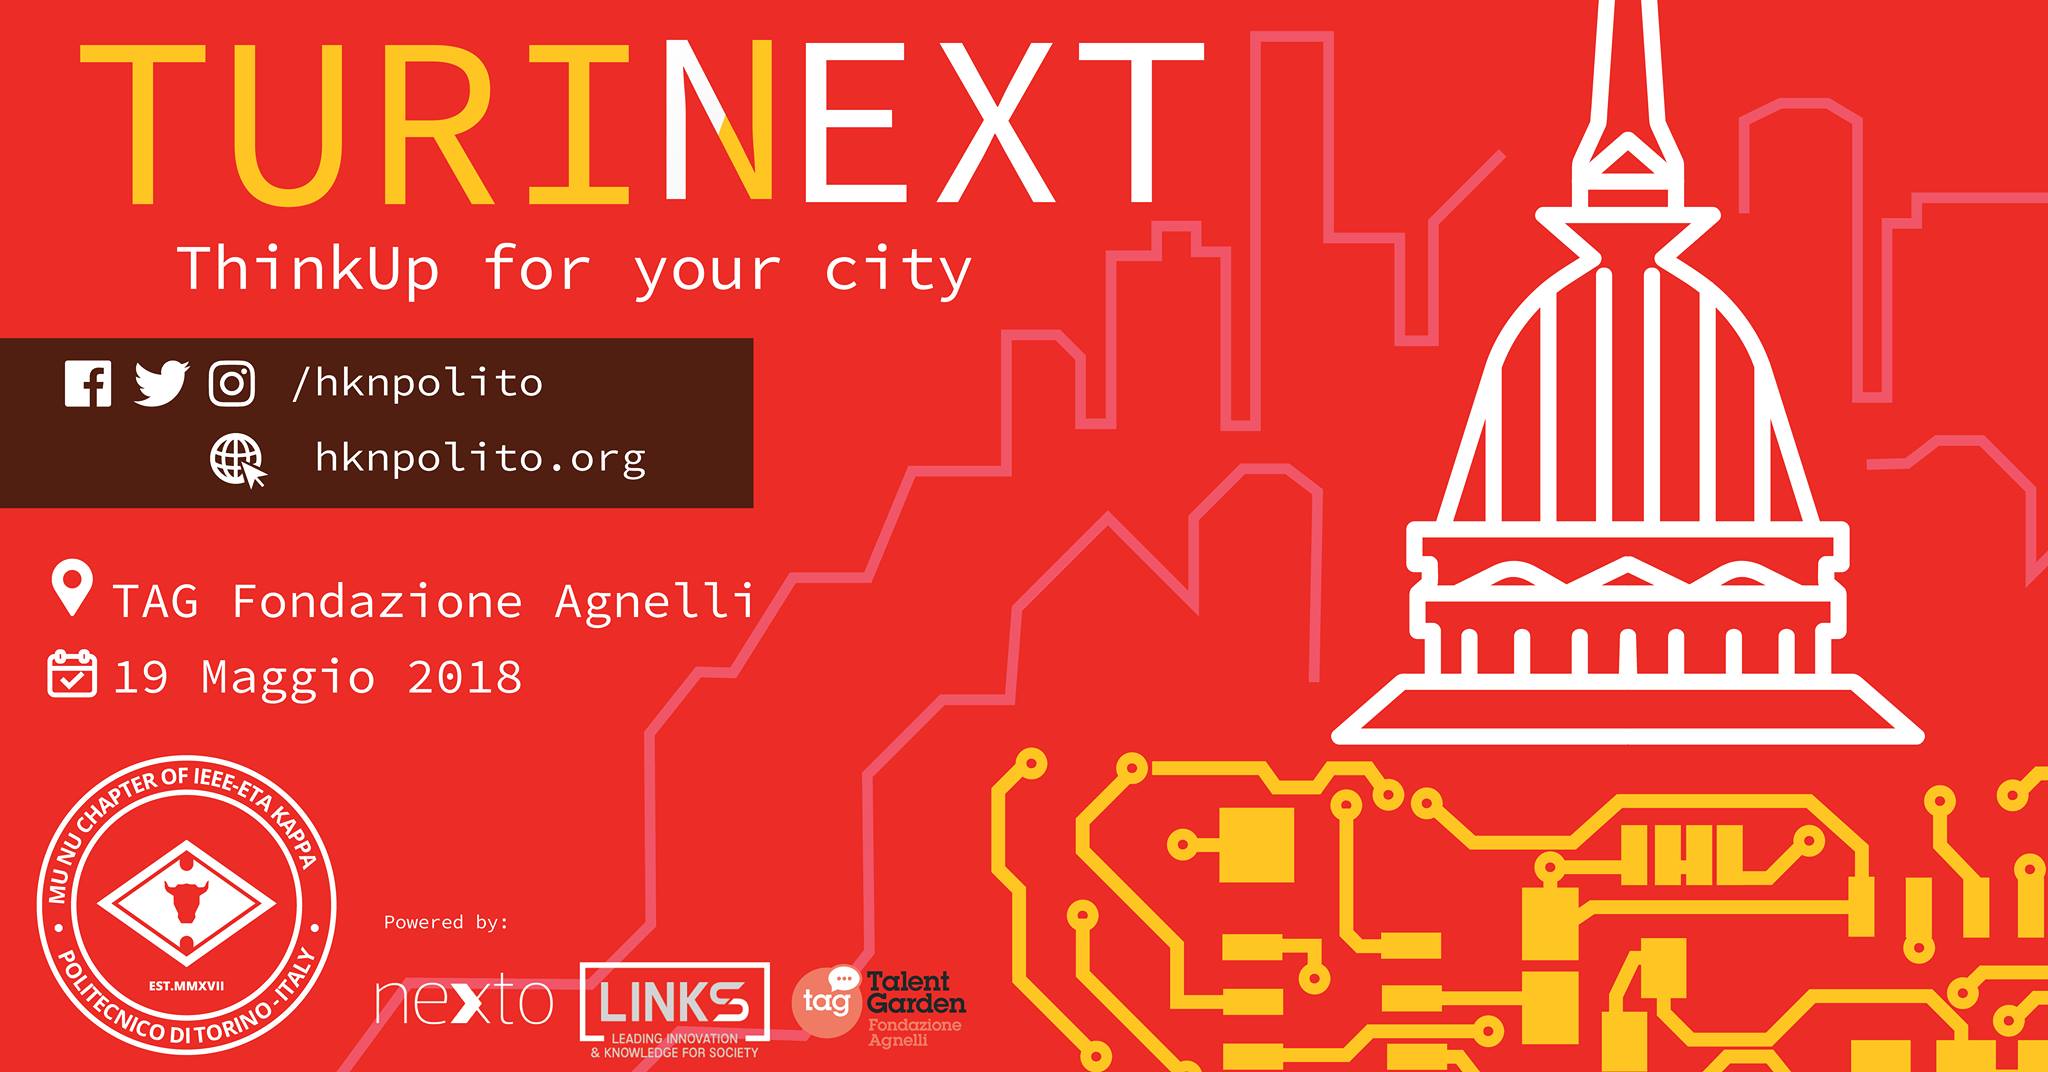 TURINEXT
ThinkUp for your city
/hknpolito
hknpolito.org
TAG Fondazione Agnelli
19 Maggio 2018
MU NU CHAPTER OF IEEE-ETA KAPPA
EST.MMXVII
• POLITECNICO DI TORINO-ITALY •
Powered by:
nexto
LINKS
LEADING INNOVATION
& KNOWLEDGE FOR SOCIETY
tag
Talent
Garden
Fondazione
Agnelli